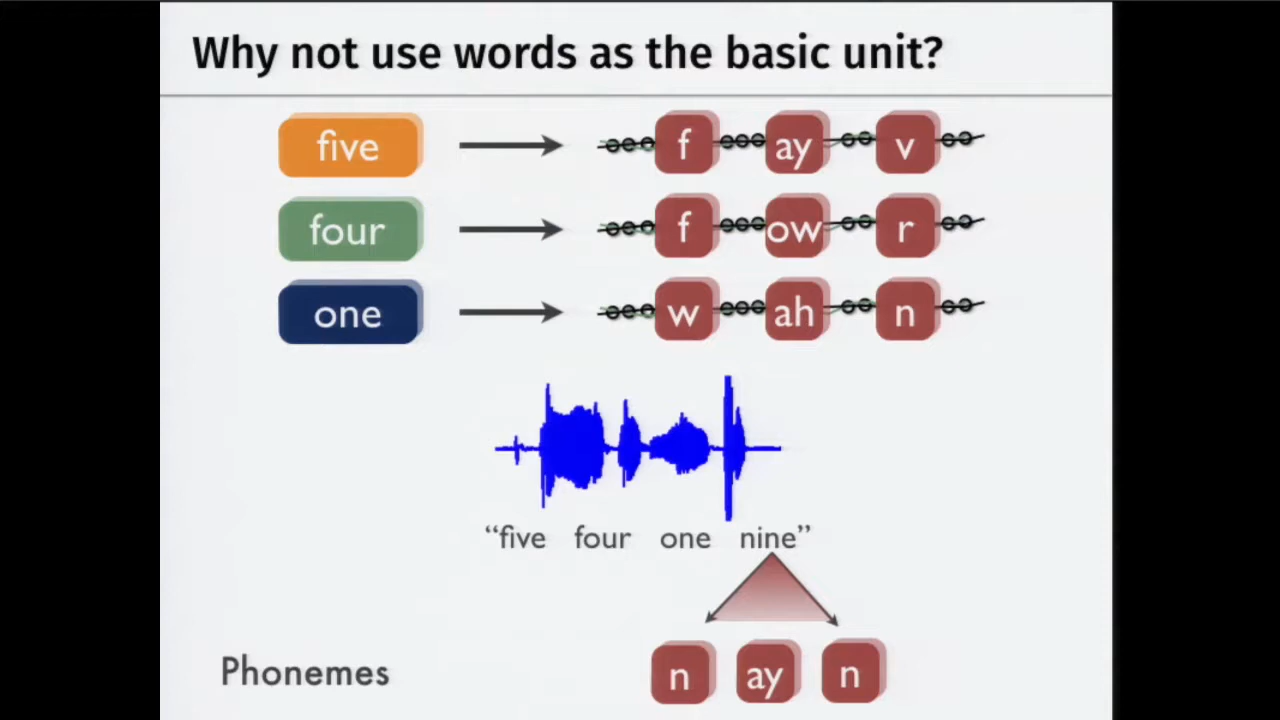 Why not use words as the basic unit?
five f ay v
four f ow r
one w ah n
“five four one nine”
Phonemes n ay n